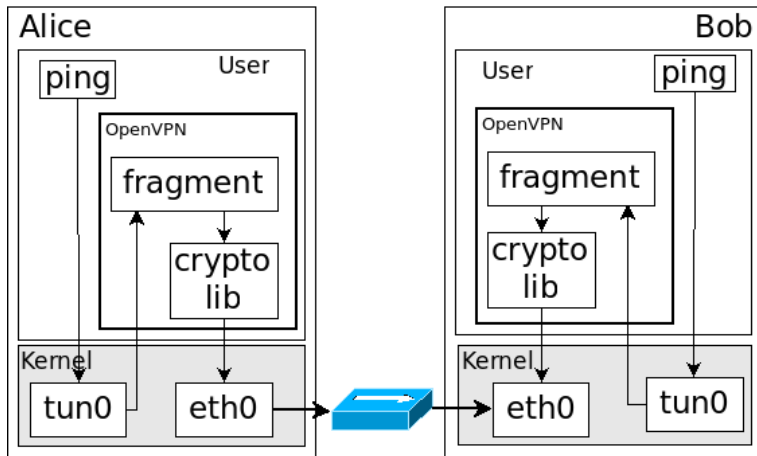 Alice
User
ping
OpenVPN
fragment
crypto
lib
Kernel
tun0
eth0
Bob
User
ping
OpenVPN
fragment
crypto
lib
Kernel
eth0
tun0